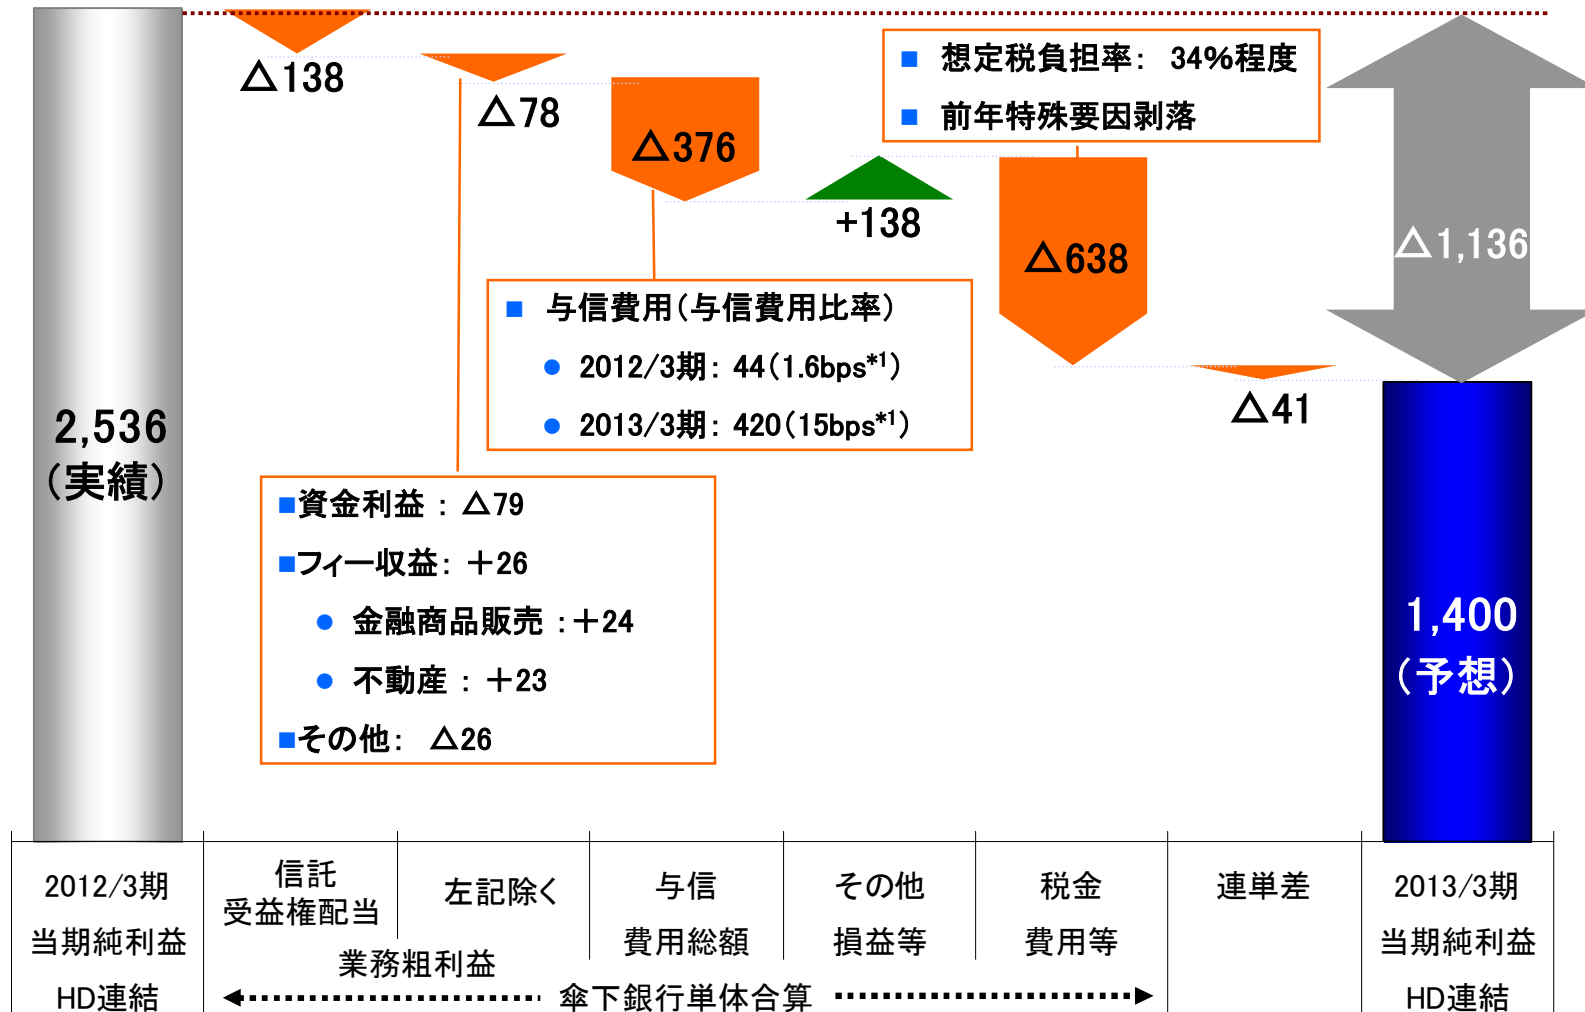 2,536
（実績）
△138
△78
△376
+138
△638
△41
△1,136
1,400
（予想）
■ 想定税負担率： 34%程度
■ 前年特殊要因剥落
■ 与信費用（与信費用比率）
● 2012/3期： 44（1.6bps*1）
● 2013/3期： 420（15bps*1）
■資金利益 ： △79
■フィー収益： ＋26
● 金融商品販売 ：＋24
● 不動産 ： ＋23
■その他： △26
2012/3期
当期純利益
HD連結
信託
受益権配当
左記除く
業務粗利益
与信
費用総額
その他
損益等
税金
費用等
傘下銀行単体合算
連単差
2013/3期
当期純利益
HD連結